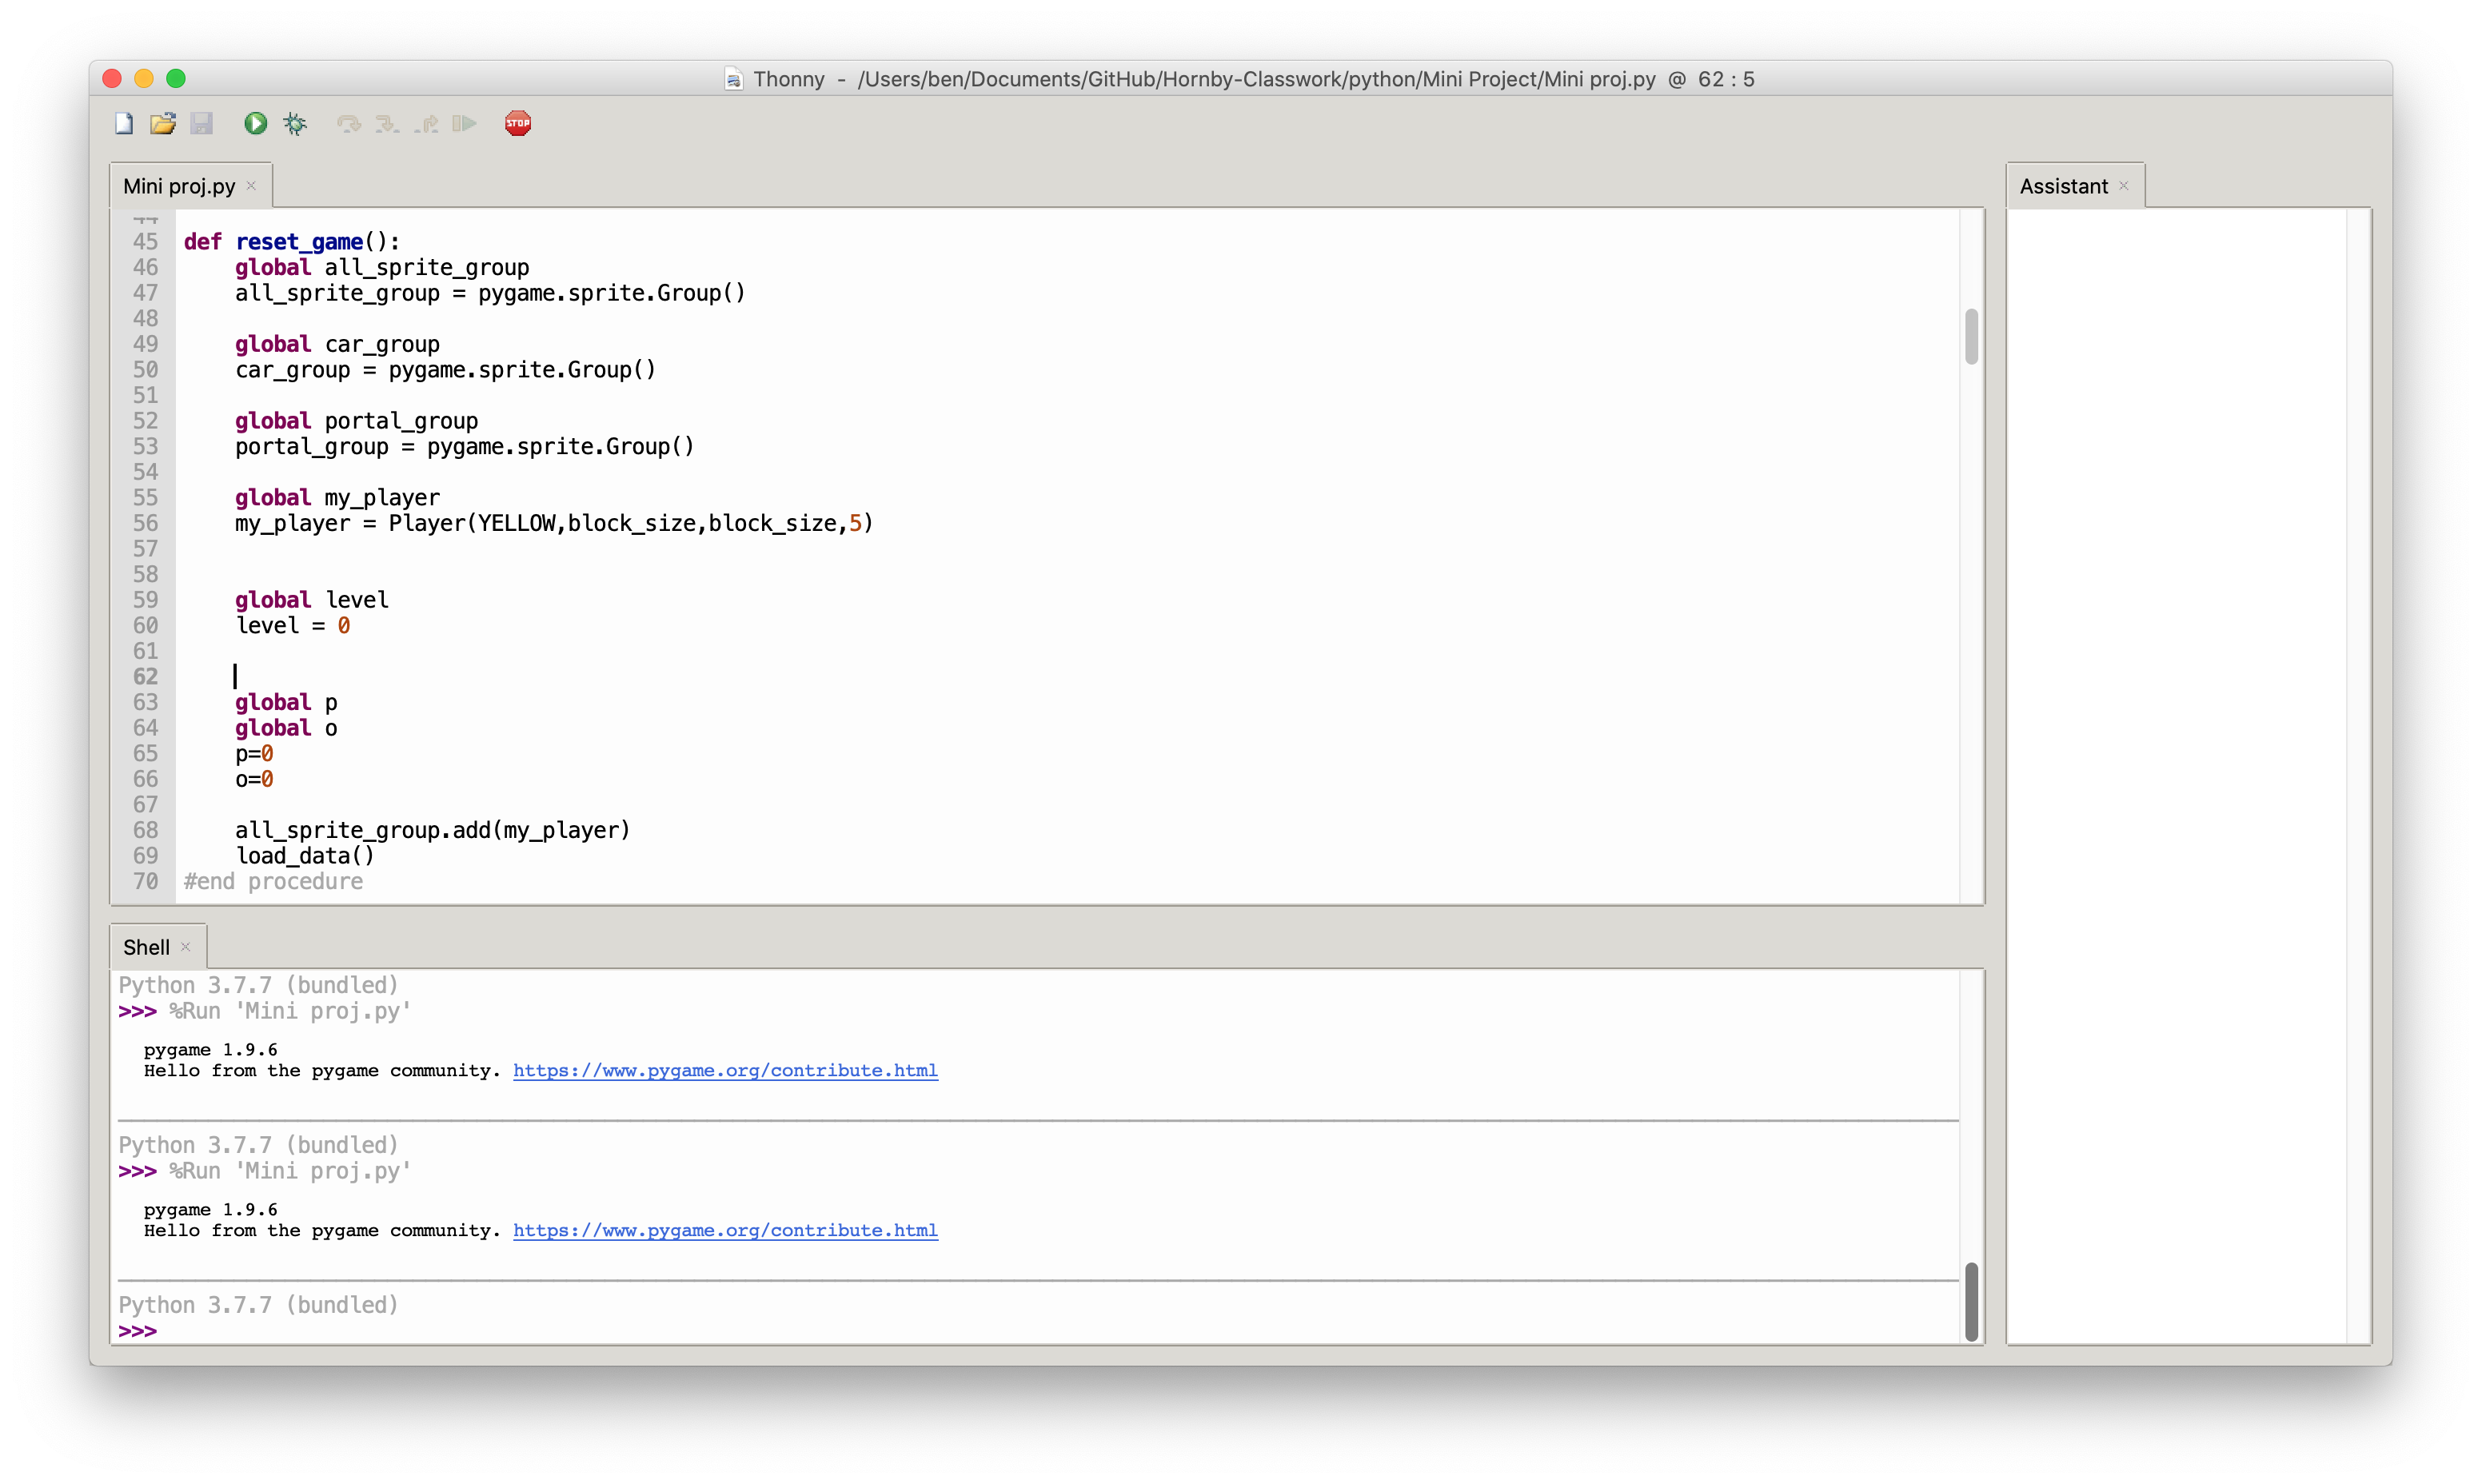 Thonny - /Users/ben/Documents/GitHub/Hornby-Classwork/python/Mini Project/Mini proj.py @ 62 : 5
STOP
Mini proj.py
Assistant
44
45 def reset_game():
46     global all_sprite_group
47     all_sprite_group = pygame.sprite.Group()
48
49     global car_group
50     car_group = pygame.sprite.Group()
51
52     global portal_group
53     portal_group = pygame.sprite.Group()
54
55     global my_player
56     my_player = Player(YELLOW,block_size,block_size,5)
57
58
59     global level
60     level = 0
61
62
63     global p
64     global o
65     p=0
66     o=0
67
68     all_sprite_group.add(my_player)
69     load_data()
70 #end procedure
Shell
Python 3.7.7 (bundled)
>>> %Run 'Mini proj.py'
pygame 1.9.6
Hello from the pygame community. https://www.pygame.org/contribute.html
Python 3.7.7 (bundled)
>>> %Run 'Mini proj.py'
pygame 1.9.6
Hello from the pygame community. https://www.pygame.org/contribute.html
Python 3.7.7 (bundled)
>>>